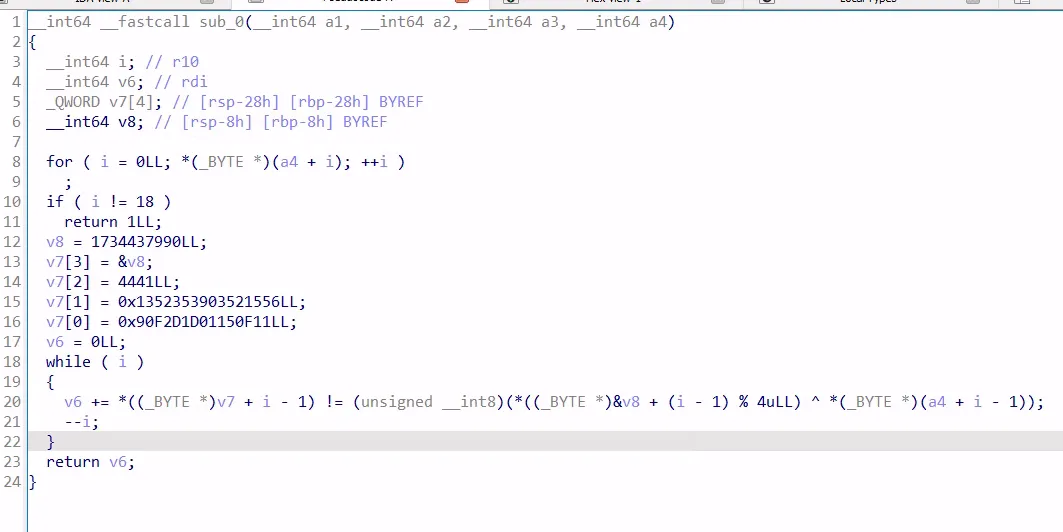 1 __int64 __fastcall sub_0(__int64 a1, __int64 a2, __int64 a3, __int64 a4)
2 {
3   __int64 i; // r10
4   __int64 v6; // rdi
5   _QWORD v7[4]; // [rsp-28h] [rbp-28h] BYREF
6   __int64 v8; // [rsp-8h] [rbp-8h] BYREF
7
8   for ( i = 0LL; *(_BYTE *)(a4 + i); ++i )
9     ;
10   if ( i != 18 )
11     return 1LL;
12   v8 = 1734437990LL;
13   v7[3] = &v8;
14   v7[2] = 4441LL;
15   v7[1] = 0x1352353903521556LL;
16   v7[0] = 0x90F2D1D01150F11LL;
17   v6 = 0LL;
18   while ( i )
19   {
20     v6 += *((_BYTE *)v7 + i - 1) != (unsigned __int8)(*((_BYTE *)&v8 + (i - 1) % 4uLL) ^ *(_BYTE *)(a4 + i - 1));
21     --i;
22   }
23   return v6;
24 }